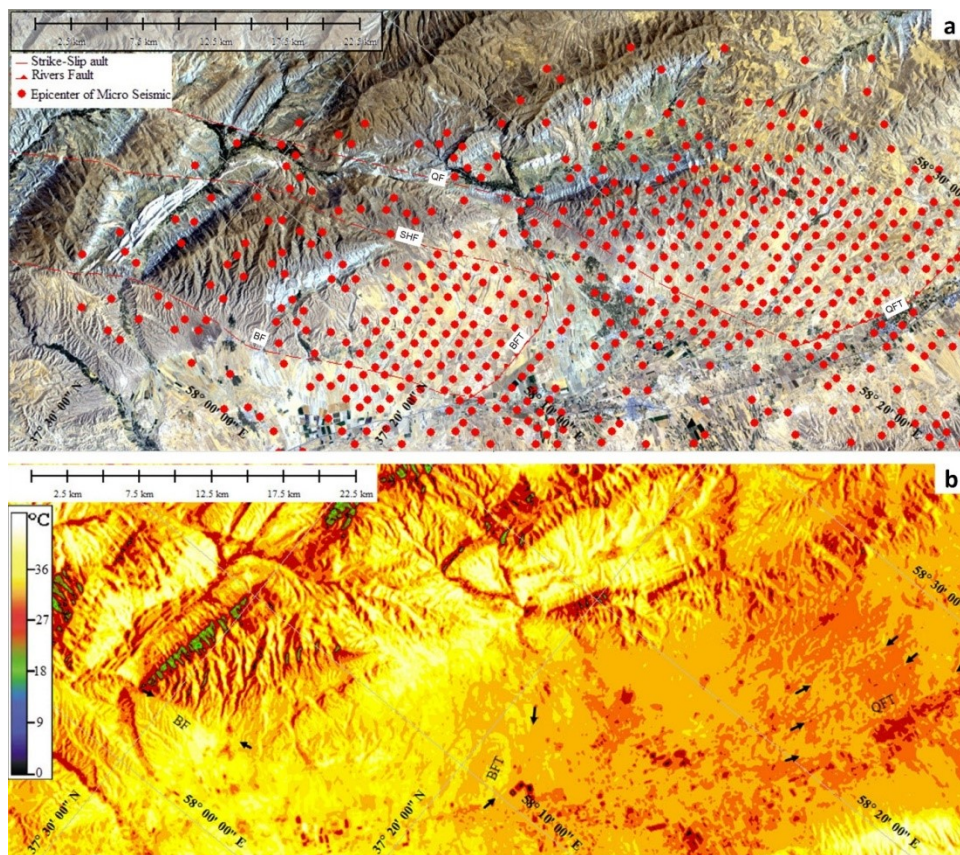 a
2.5 km 7.5 km 12.5 km 17.5 km 22.5 km
Strike-Slip ault
Rivers Fault
Epicenter of Micro Seismic
QF
58° 30' 00"
SHF
BF
BFT
QFT
37° 30' 00" N
58° 00' 00" E
37° 20' 00" N
58° 10' 00" E
58° 20' 00" E
b
2.5 km 7.5 km 12.5 km 17.5 km 22.5 km
°C
36
27
18
9
0
58° 30' 00"
BF
BFT
QFT
37° 30' 00" N
58° 00' 00" E
37° 20' 00" N
58° 10' 00" E
58° 20' 00" E